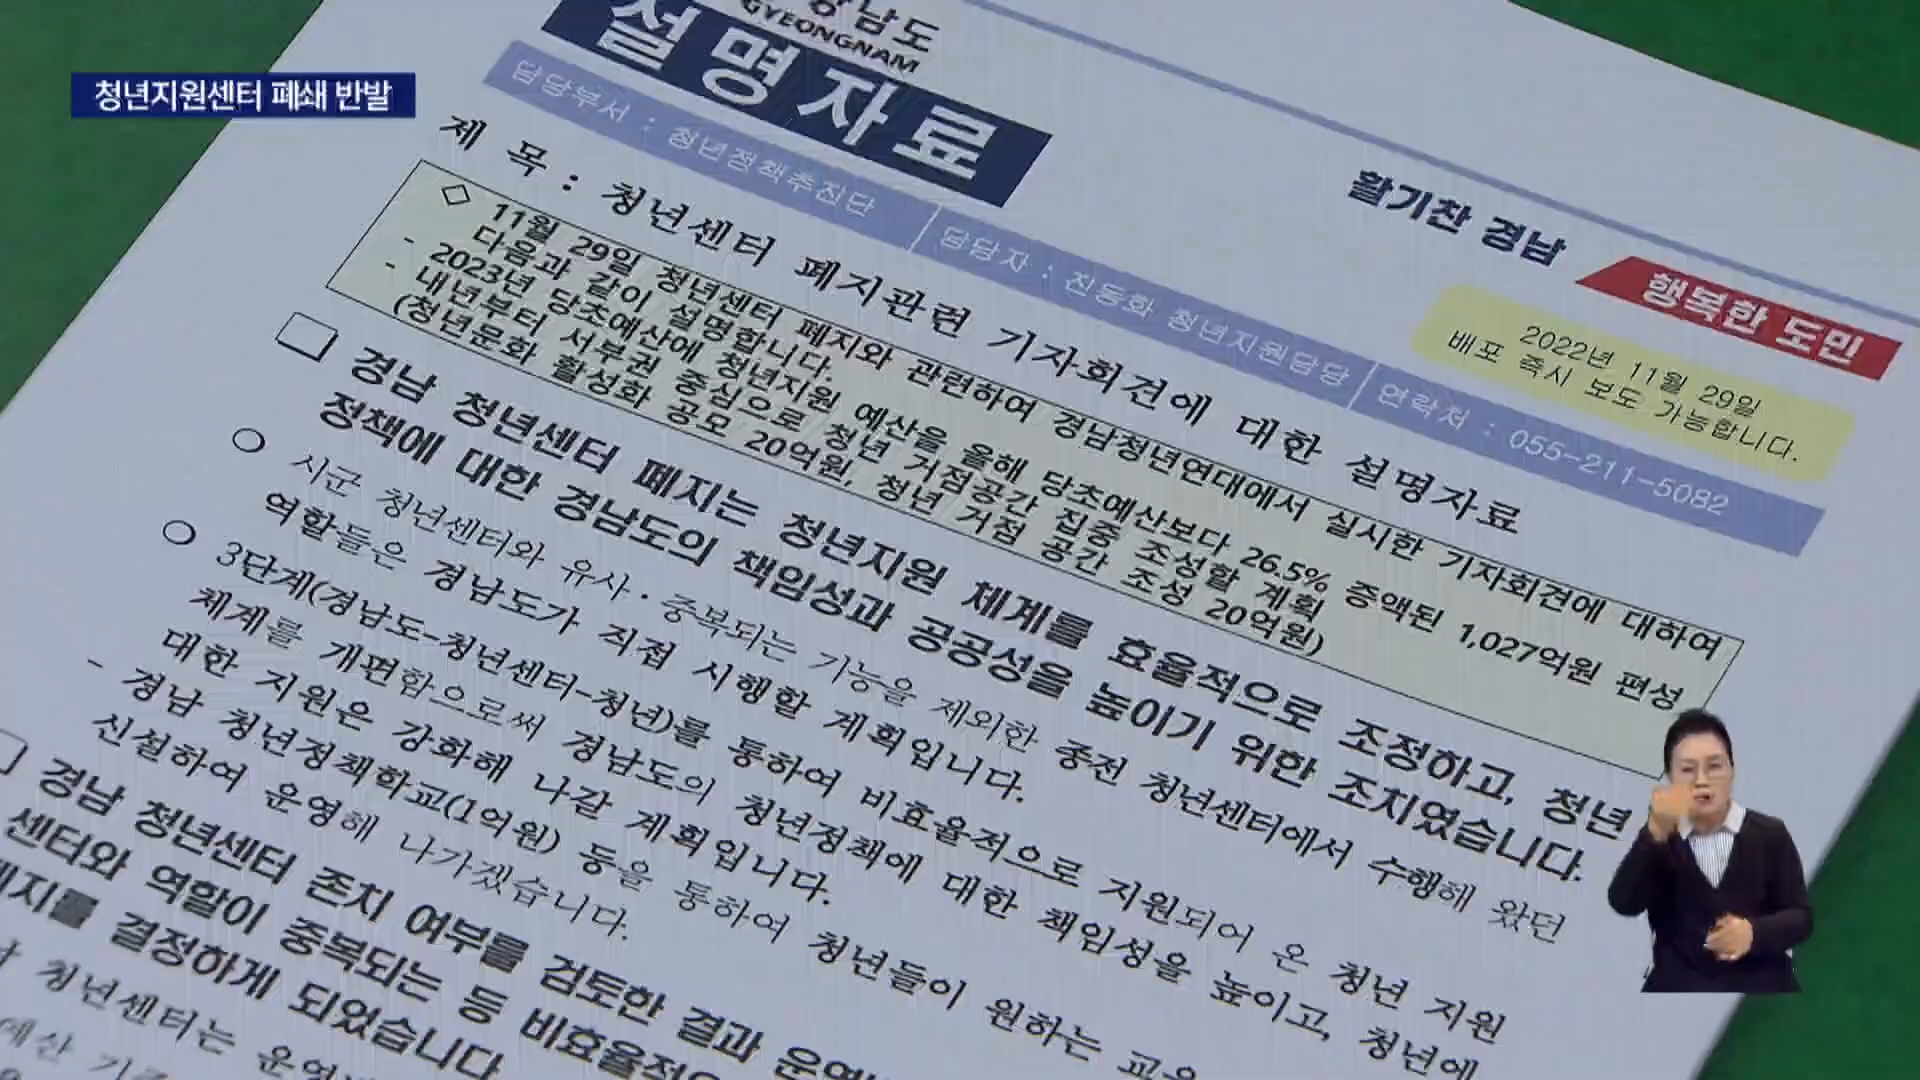 청년지원센터 폐쇄 반발
경남도
GYEONGNAM
설명자료
활기찬 경남
행복한 도민
2022년 11월 29일
배포 즉시 보도 가능합니다.
담당부서 : 청년정책추진단
담당자 : 진동화 청년지원담당
연락처 : 055-211-5082
제 목 : 청년센터 폐지관련 기자회견에 대한 설명자료
◇ 11월 29일 청년센터 폐지와 관련하여 경남청년연대에서 실시한 기자회견에 대하여
다음과 같이 설명합니다.
- 2023년 당초예산에 청년지원 예산을 올해 당초예산보다 26.5% 증액된 1,027억원 편성
- 내년부터 서부권 중심으로 청년 거점공간 집중 조성할 계획
(청년문화 활성화 공모 20억원, 청년 거점 공간 조성 20억원)
□ 경남 청년센터 폐지는 청년지원 체계를 효율적으로 조정하고, 청년
정책에 대한 경남도의 책임성과 공공성을 높이기 위한 조치였습니다.
○ 시군 청년센터와 유사·중복되는 기능을 제외한 종전 청년센터에서 수행해 왔던
역할들은 경남도가 직접 시행할 계획입니다.
○ 3단계(경남도-청년센터-청년)를 통하여 비효율적으로 지원되어 온 청년 지원
체계를 개편함으로써 경남도의 청년정책에 대한 책임성을 높이고, 청년에
대한 지원은 강화해 나갈 계획입니다.
- 경남 청년정책학교(1억원) 등을 통하여 청년들이 원하는
신설하여 운영해 나가겠습니다.
□ 경남 청년센터 존치 여부를 검토한 결과
센터와 역할이 중복되는 등
폐지를 결정하게 되었습니다
청년센터는
예산